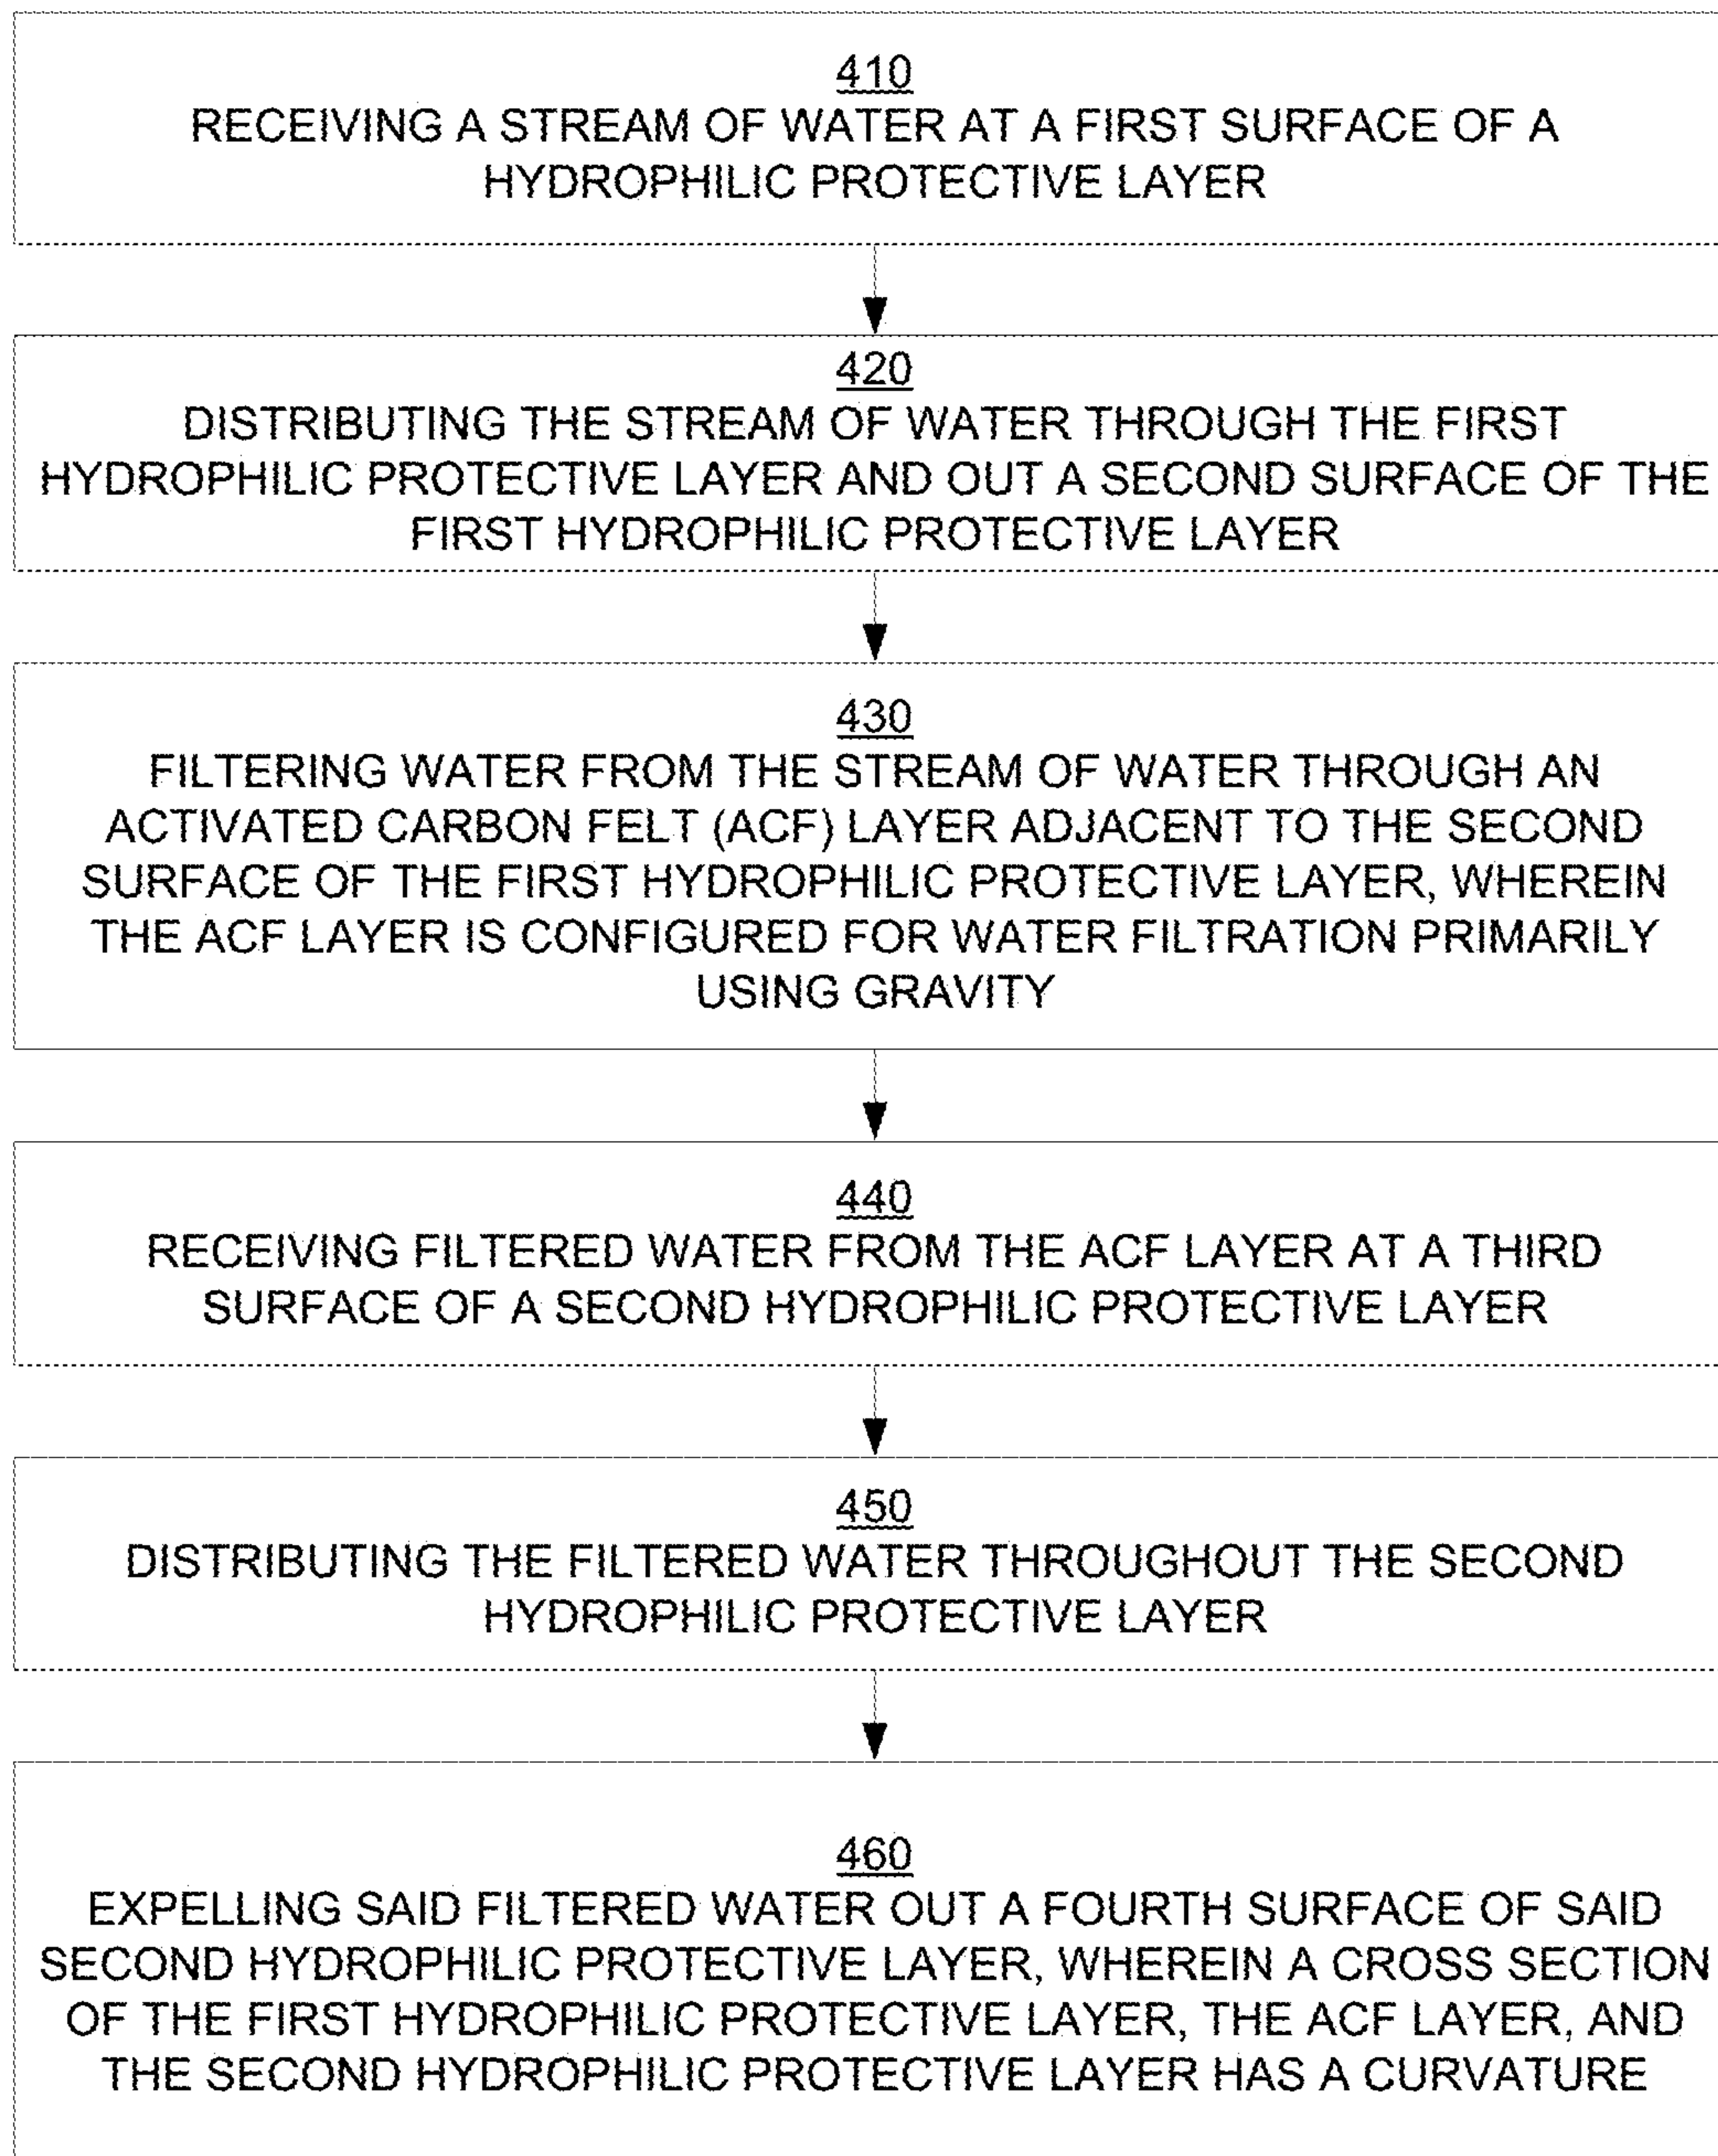 410
RECEIVING A STREAM OF WATER AT A FIRST SURFACE OF A
HYDROPHILIC PROTECTIVE LAYER
420
DISTRIBUTING THE STREAM OF WATER THROUGH THE FIRST
HYDROPHILIC PROTECTIVE LAYER AND OUT A SECOND SURFACE OF THE
FIRST HYDROPHILIC PROTECTIVE LAYER
430
FILTERING WATER FROM THE STREAM OF WATER THROUGH AN
ACTIVATED CARBON FELT (ACF) LAYER ADJACENT TO THE SECOND
SURFACE OF THE FIRST HYDROPHILIC PROTECTIVE LAYER, WHEREIN
THE ACF LAYER IS CONFIGURED FOR WATER FILTRATION PRIMARILY
USING GRAVITY
440
RECEIVING FILTERED WATER FROM THE ACF LAYER AT A THIRD
SURFACE OF A SECOND HYDROPHILIC PROTECTIVE LAYER
450
DISTRIBUTING THE FILTERED WATER THROUGHOUT THE SECOND
HYDROPHILIC PROTECTIVE LAYER
460
EXPELLING SAID FILTERED WATER OUT A FOURTH SURFACE OF SAID
SECOND HYDROPHILIC PROTECTIVE LAYER, WHEREIN A CROSS SECTION
OF THE FIRST HYDROPHILIC PROTECTIVE LAYER, THE ACF LAYER, AND
THE SECOND HYDROPHILIC PROTECTIVE LAYER HAS A CURVATURE